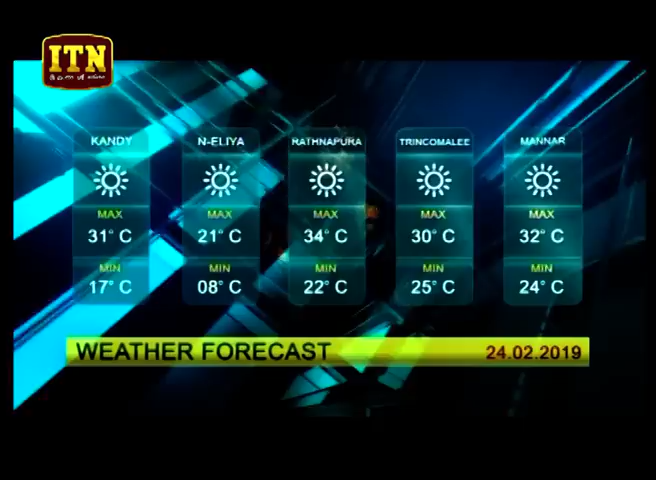 ITN
KANDY
MAX
31° C
MIN
17° C
N-ELIYA
MAX
21° C
MIN
08° C
RATHNAPURA
MAX
34° C
MIN
22° C
TRINCOMALEE
MAX
30° C
MIN
25° C
MANNAR
MAX
32° C
MIN
24° C
WEATHER FORECAST
24.02.2019